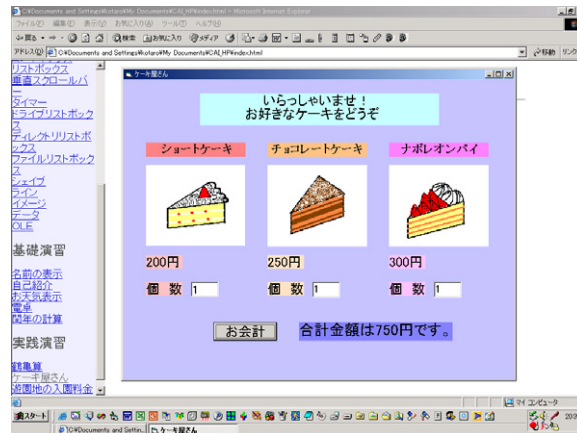 C:¥Documents and Settings¥kotaro¥My Documents¥CAI_HP¥index.html - Microsoft Internet Explorer
ファイル(F) 編集(E) 表示(V) お気に入り(A) ツール(T) ヘルプ(H)
戻る 検索 お気に入り メディア
アドレス(D) C:¥Documents and Settings¥kotaro¥My Documents¥CAI_HP¥index.html 移動 リンク
リストボックス
垂直スクロールバ
ー
タイマー
ドライブリストボック
ス
ディレクトリリストボ
ックス
ファイルリストボック
ス
シェイプ
ライン
イメージ
データ
OLE
基礎演習
名前の表示
自己紹介
お天気表示
電卓
閏年の計算
実践演習
鶴亀算
ケーキ屋さん
遊園地の入園料金
ケーキ屋さん
いらっしゃいませ！
お好きなケーキをどうぞ
ショートケーキ チョコレートケーキ ナポレオンパイ
200円 250円 300円
個 数 1 個 数 1 個 数 1
お会計 合計金額は750円です。
マイ コンピュータ
スタート
C:¥Documents and Settin... ケーキ屋さん